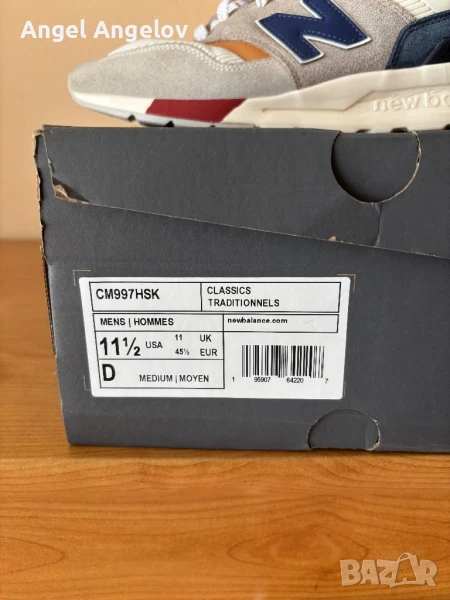 Angel Angelov
N
new balance
CM997HSK
CLASSICS
TRADITIONNELS
MENS | HOMMES
newbalance.com
11½ USA 11 UK
45½ EUR
D MEDIUM | MOYEN
1 95907 64220 7
BAZAR